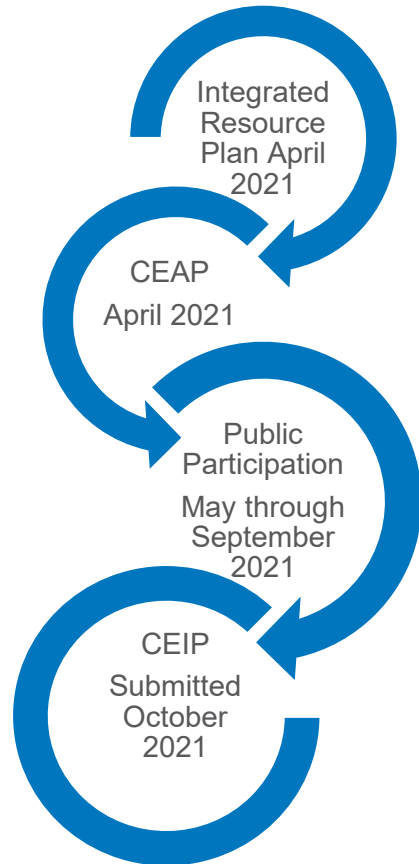 Integrated
Resource
Plan April
2021
CEAP
April 2021
Public
Participation
May through
September
2021
CEIP
Submitted
October
2021